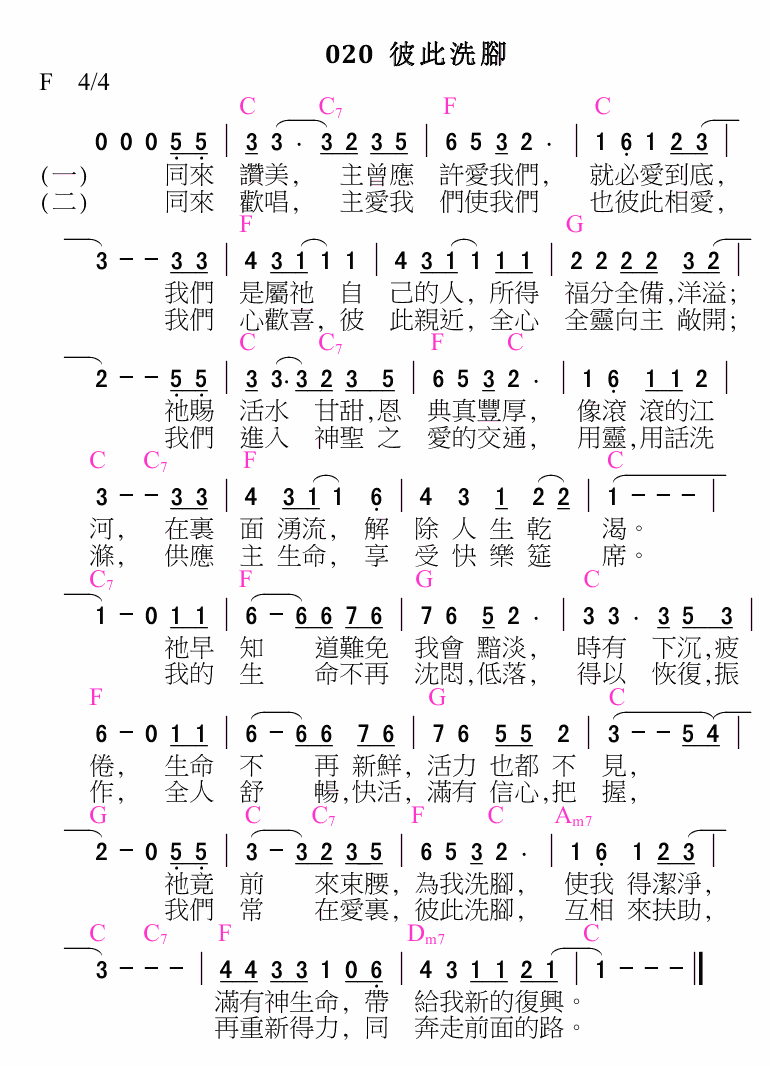 020 彼此洗腳
F 4/4
C C7 F C
0 0 0 5 5 | 3 3 · 3 2 3 5 | 6 5 3 2 · | 1 6 1 2 3 |
(一) 同來 讚美, 主曾應 許愛我們, 就必愛到底,
(二) 同來 歡唱, 主愛我 們使我們 也彼此相愛,
F G
3 – – 3 3 | 4 3 1 1 1 | 4 3 1 1 1 1 | 2 2 2 2 3 2 |
我們 是屬祂 自 己的人, 所得 福分全備,洋溢;
我們 心歡喜, 彼 此親近, 全心 全靈向主 敞開;
C C7 F C
2 – – 5 5 | 3 3· 3 2 3 5 | 6 5 3 2 · | 1 6 1 1 2
祂賜 活水 甘甜,恩 典真豐厚, 像滾 滾的江
我們 進入 神聖 之 愛的交通, 用靈,用話洗
C C7 F C
3 – – 3 3 | 4 3 1 1 6 | 4 3 1 2 2 | 1 – – – |
河, 在裏 面 湧流, 解 除 人 生 乾 渴。
滌, 供應 主 生命, 享 受 快 樂 筵 席。
C7 F G C
1 – 0 1 1 | 6 – 6 6 7 6 | 7 6 5 2 · | 3 3 · 3 5 3 |
祂早 知 道難免 我會 黯淡, 時有 下沉,疲
我的 生 命不再 沈悶,低落, 得以 恢復,振
F G C
6 – 0 1 1 | 6 – 6 6 7 6 | 7 6 5 5 2 | 3 – – 5 4 |
倦, 生命 不 再 新鮮, 活力 也都 不 見,
作, 全人 舒 暢,快活, 滿有 信心,把 握,
G C C7 F C Am7
2 – 0 5 5 | 3 – 3 2 3 5 | 6 5 3 2 · | 1 6 1 2 3 |
祂竟 前 來束腰, 為我洗腳, 使我 得潔淨,
我們 常 在愛裏, 彼此洗腳, 互相 來扶助,
C C7 F Dm7 C
3 – – – | 4 4 3 3 1 0 6 | 4 3 1 1 2 1 | 1 – – – ‖
滿有神生命, 帶 給我新的復興。
再重新得力, 同 奔走前面的路。